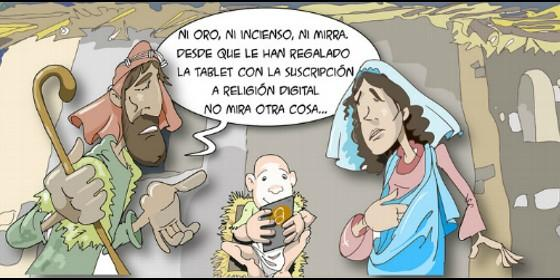 NI ORO, NI INCIENSO, NI MIRRA.
DESDE QUE LE HAN REGALADO
LA TABLET CON LA SUSCRIPCIÓN
A RELIGIÓN DIGITAL
NO MIRA OTRA COSA...